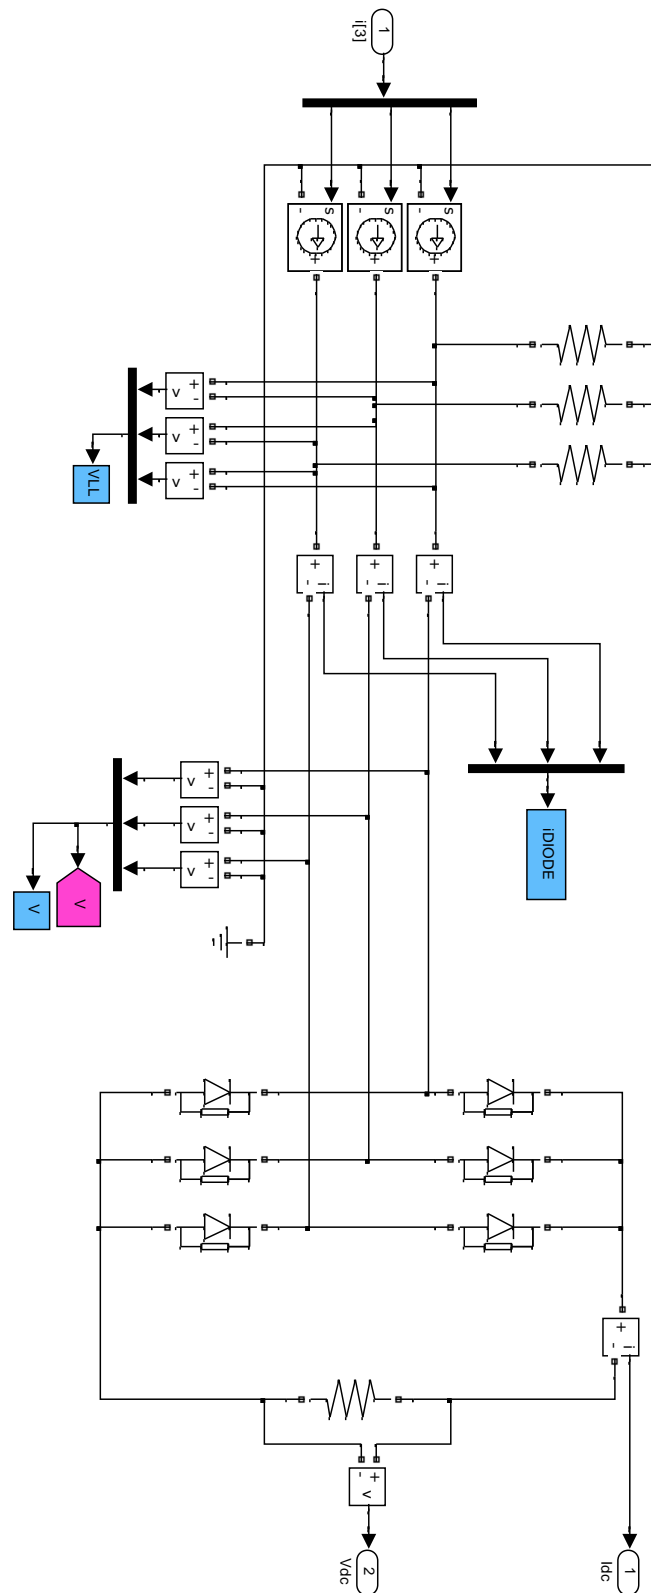 1
i[3]
s
-
+
s
-
+
s
-
+
+
-
v
+
-
v
+
-
v
VLL
+
-
i
+
-
i
+
-
i
iDIODE
+
-
v
+
-
v
+
-
v
V
V
+
-
i
+
-
v
2
Vdc
1
Idc